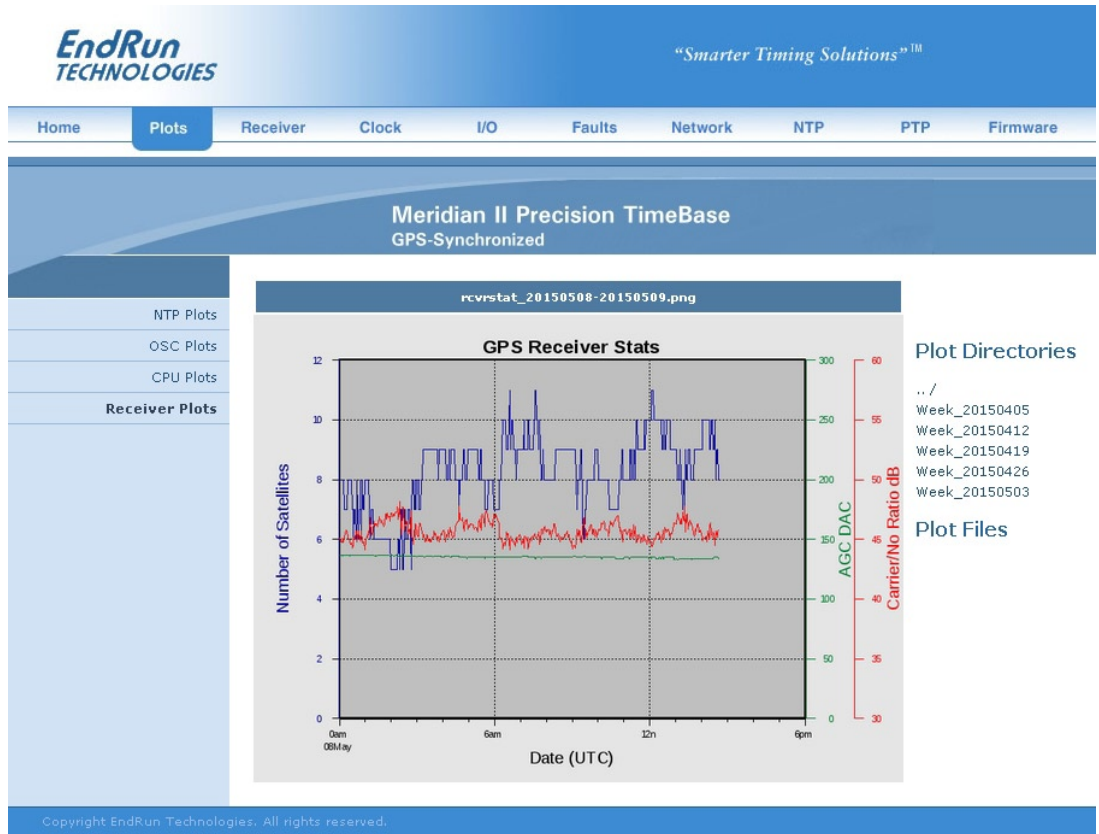 EndRun
TECHNOLOGIES
“Smarter Timing Solutions”™
Home Plots Receiver Clock I/O Faults Network NTP PTP Firmware
Meridian II Precision TimeBase
GPS-Synchronized
NTP Plots
OSC Plots
CPU Plots
Receiver Plots
rcvrstat_20150508-20150509.png
GPS Receiver Stats
Number of Satellites
12
10
8
6
4
2
0
0am
08May
6am
12n
6pm
Date (UTC)
300
250
200
150
100
50
0
AGC DAC
60
55
50
45
40
35
30
Carrier/No Ratio dB
Plot Directories
../
Week_20150405
Week_20150412
Week_20150419
Week_20150426
Week_20150503
Plot Files
Copyright EndRun Technologies. All rights reserved.